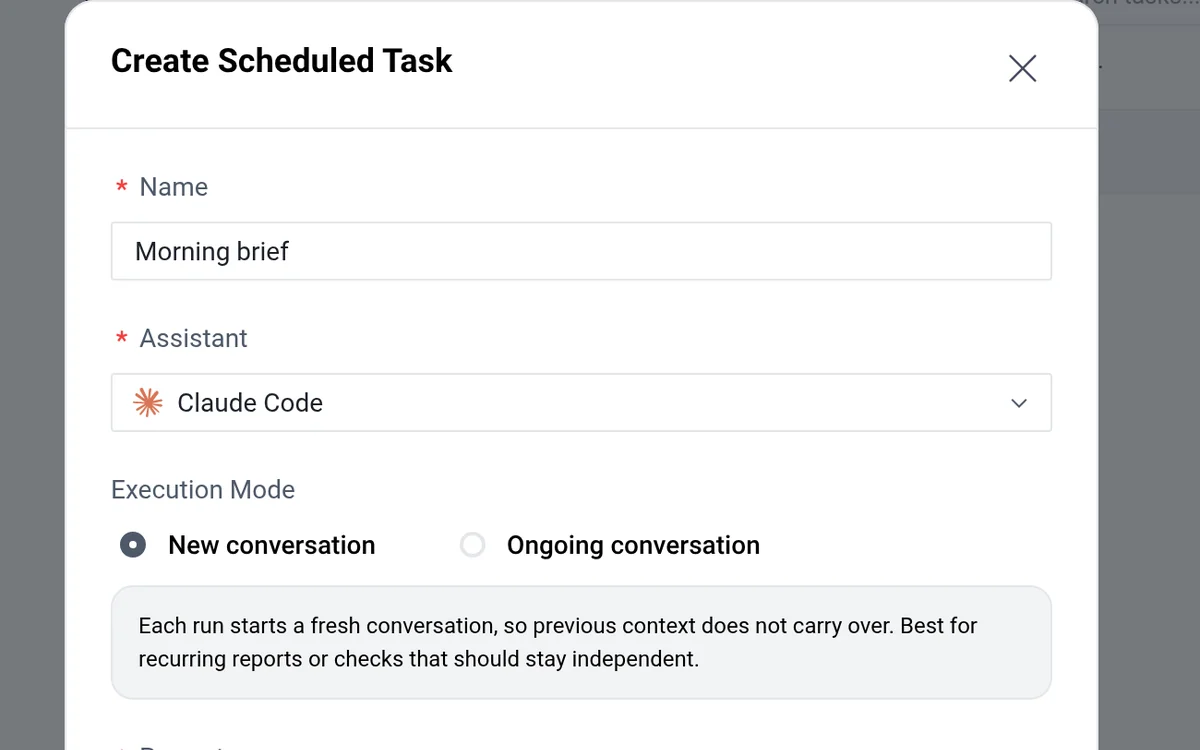 Create Scheduled Task
* Name
Morning brief
* Assistant
Claude Code
Execution Mode
New conversation
Ongoing conversation
Each run starts a fresh conversation, so previous context does not carry over. Best for
recurring reports or checks that should stay independent.